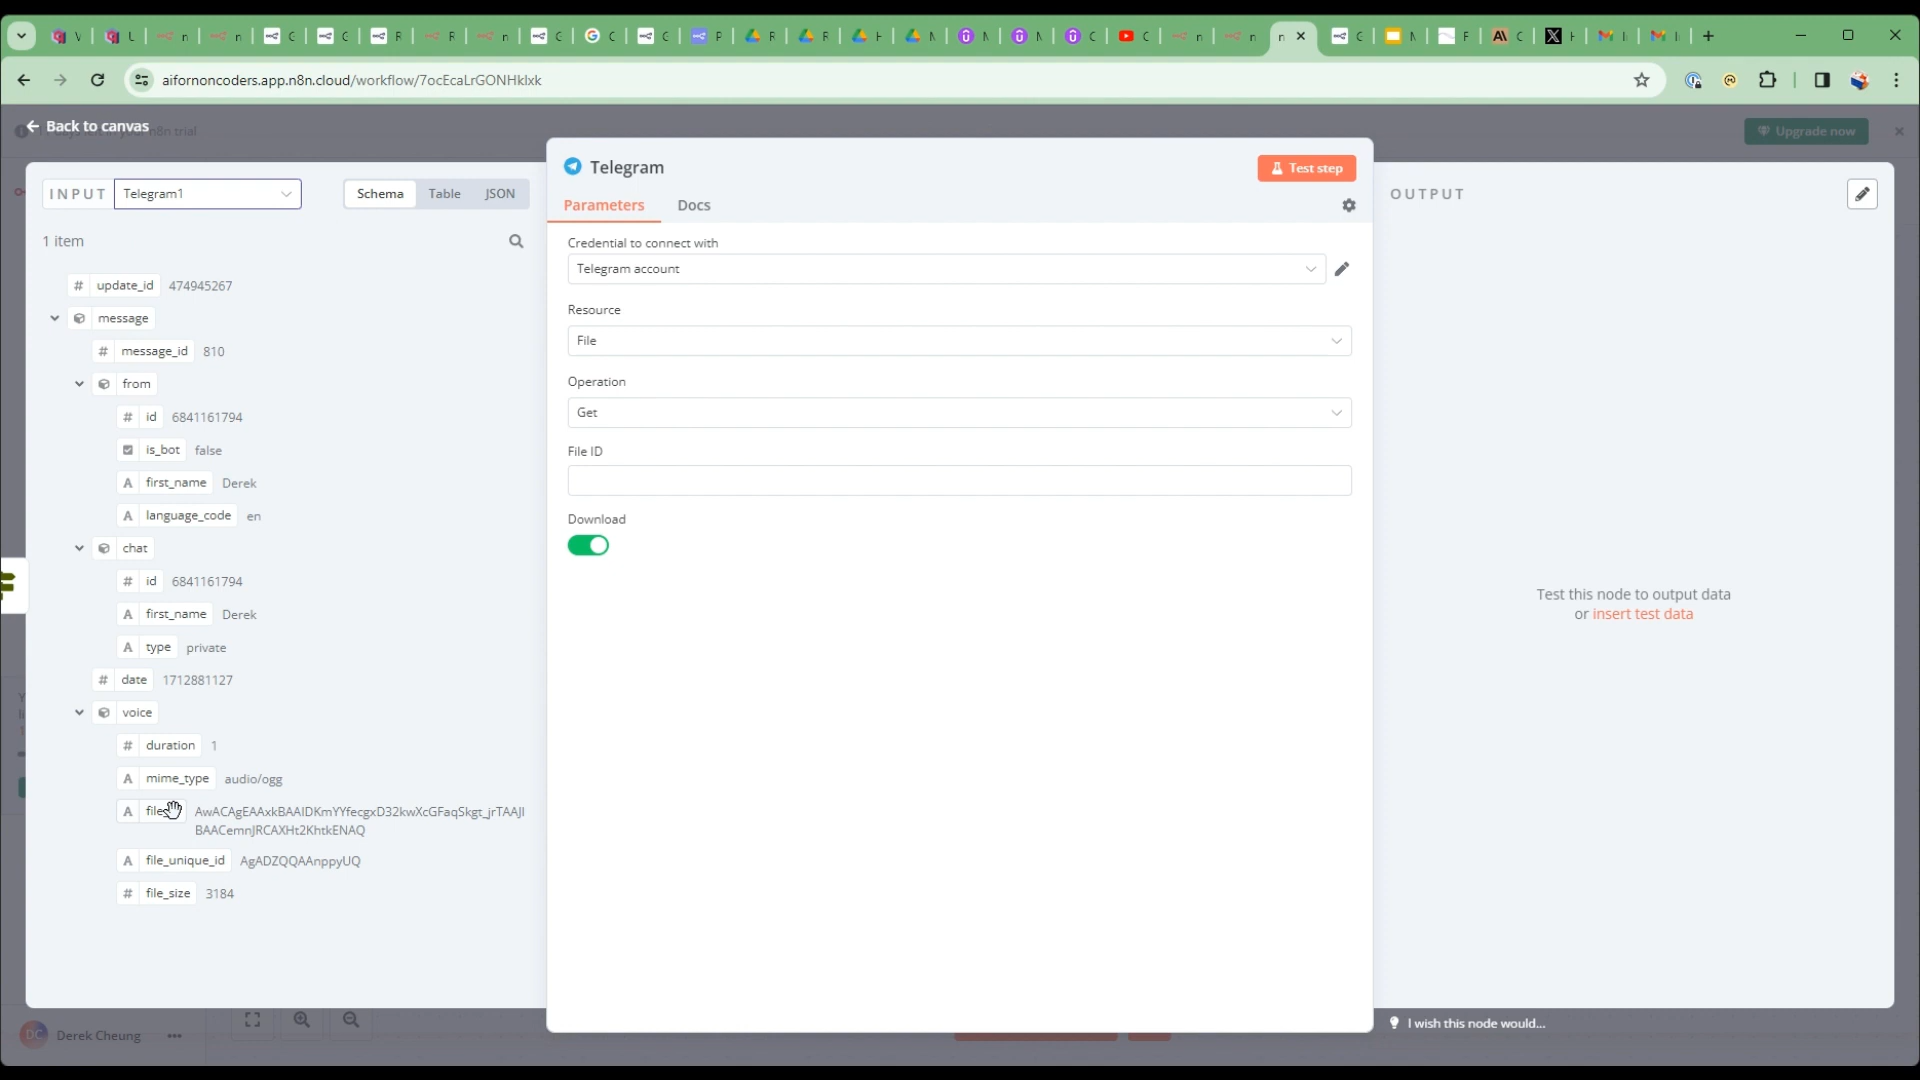 aifornoncoders.app.n8n.cloud/workflow/7ocEcaLrGONHklxk
Back to canvas
n8n trial
Upgrade now
INPUT
Telegram1
Schema
Table
JSON
1 item
# update_id 474945267
message
# message_id 810
from
# id 6841161794
is_bot false
A first_name Derek
A language_code en
chat
# id 6841161794
A first_name Derek
A type private
# date 1712881127
voice
# duration 1
A mime_type audio/ogg
A file AwACAgEAAxkBAAIDKmYYfecgxD32kwXcGFaqSkgt_jrTAAJI
BAACemnJRCAXHt2KhtkENAQ
A file_unique_id AgADZQQAAnppyUQ
# file_size 3184
DC Derek Cheung
Telegram
Test step
Parameters
Docs
Credential to connect with
Telegram account
Resource
File
Operation
Get
File ID
Download
OUTPUT
Test this node to output data
or insert test data
I wish this node would...